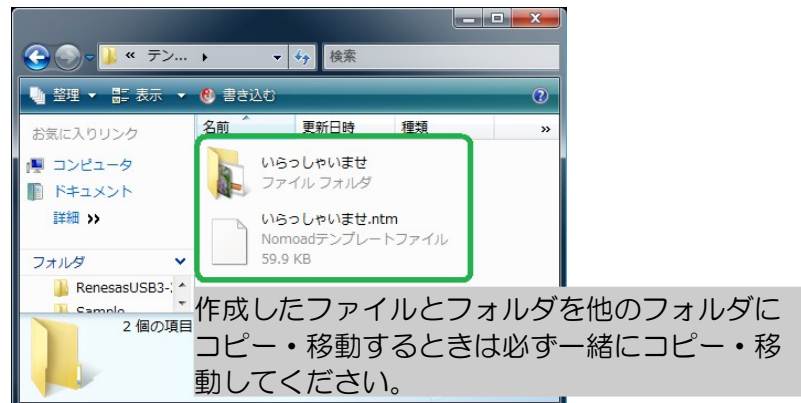 « テン...
検索
整理 表示 書き込む
お気に入りリンク
コンピュータ
ドキュメント
詳細 »
フォルダ
RenesasUSB3-
Sample
2 個の項目
名前 更新日時 種類 »
いらっしゃいませ
ファイル フォルダ
いらっしゃいませ.ntm
Nomoadテンプレートファイル
59.9 KB
作成したファイルとフォルダを他のフォルダに
コピー・移動するときは必ず一緒にコピー・移
動してください。